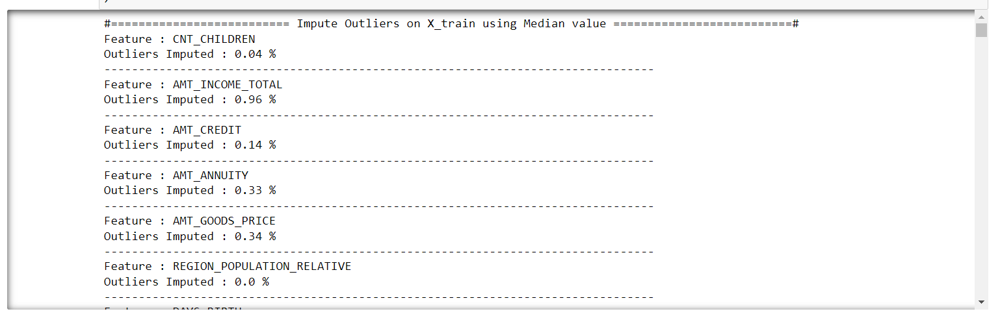 #========================== Impute Outliers on X_train using Median value ==========================#
Feature : CNT_CHILDREN
Outliers Imputed : 0.04 %
--------------------------------------------------------------------------------
Feature : AMT_INCOME_TOTAL
Outliers Imputed : 0.96 %
--------------------------------------------------------------------------------
Feature : AMT_CREDIT
Outliers Imputed : 0.14 %
--------------------------------------------------------------------------------
Feature : AMT_ANNUITY
Outliers Imputed : 0.33 %
--------------------------------------------------------------------------------
Feature : AMT_GOODS_PRICE
Outliers Imputed : 0.34 %
--------------------------------------------------------------------------------
Feature : REGION_POPULATION_RELATIVE
Outliers Imputed : 0.0 %
--------------------------------------------------------------------------------
Feature : DAYS_BIRTH